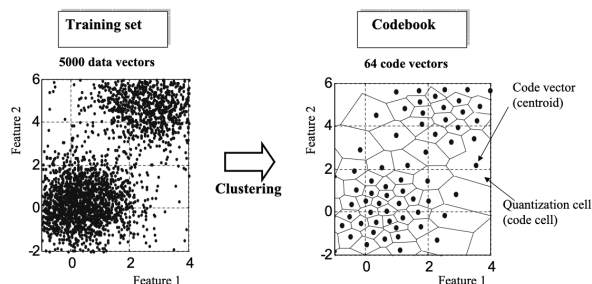 Training set
5000 data vectors
Feature 2
6
4
2
0
-2
0
2
4
Feature 1
Clustering
Codebook
64 code vectors
Feature 2
6
4
2
0
-2
0
2
4
Feature 1
Code vector
(centroid)
Quantization cell
(code cell)